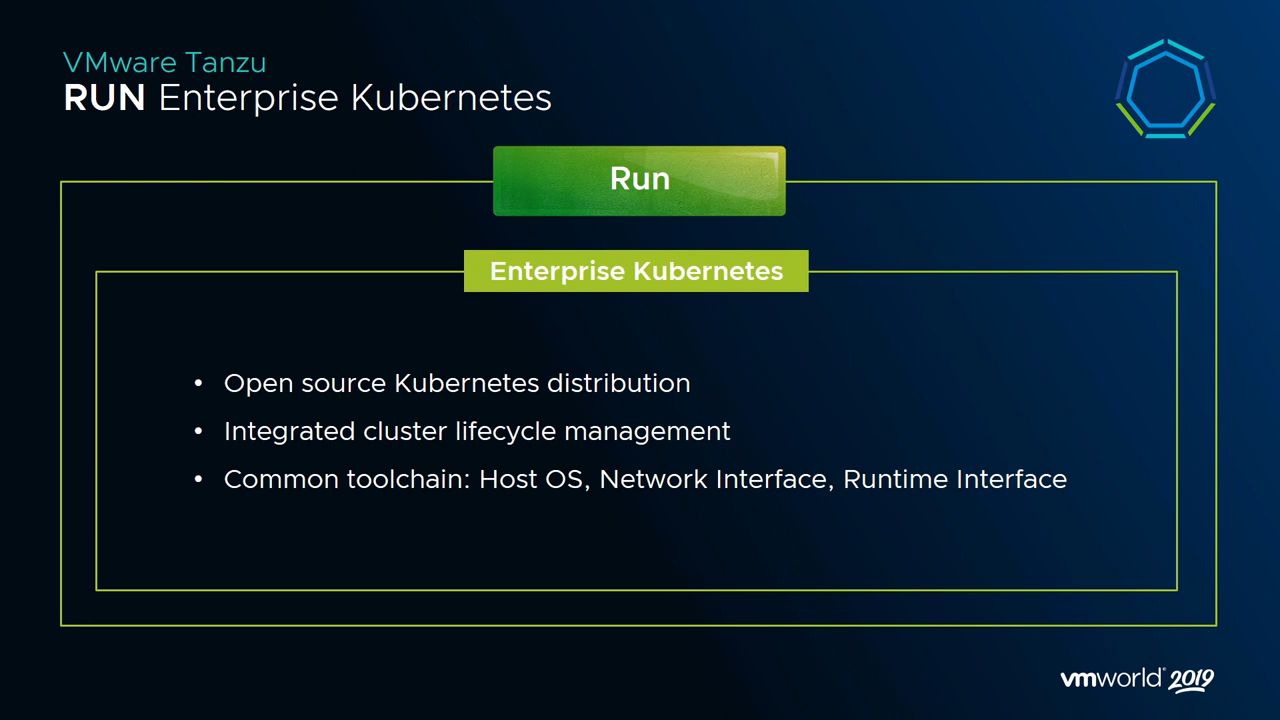 VMware Tanzu
RUN Enterprise Kubernetes
Run
Enterprise Kubernetes
• Open source Kubernetes distribution
• Integrated cluster lifecycle management
• Common toolchain: Host OS, Network Interface, Runtime Interface
vmworld® 2019